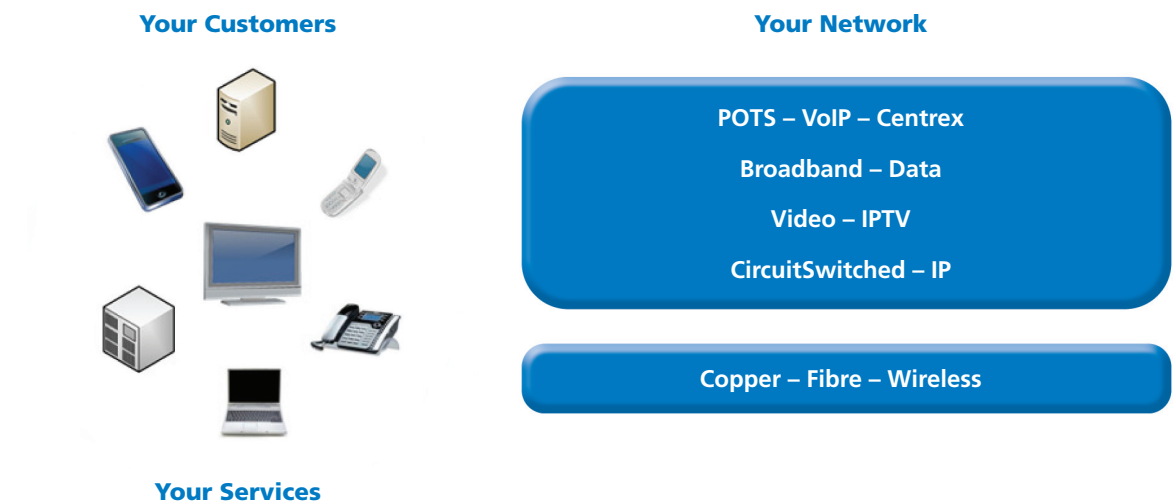 Your Customers
Your Network
POTS – VoIP – Centrex
Broadband – Data
Video – IPTV
CircuitSwitched – IP
Copper – Fibre – Wireless
Your Services